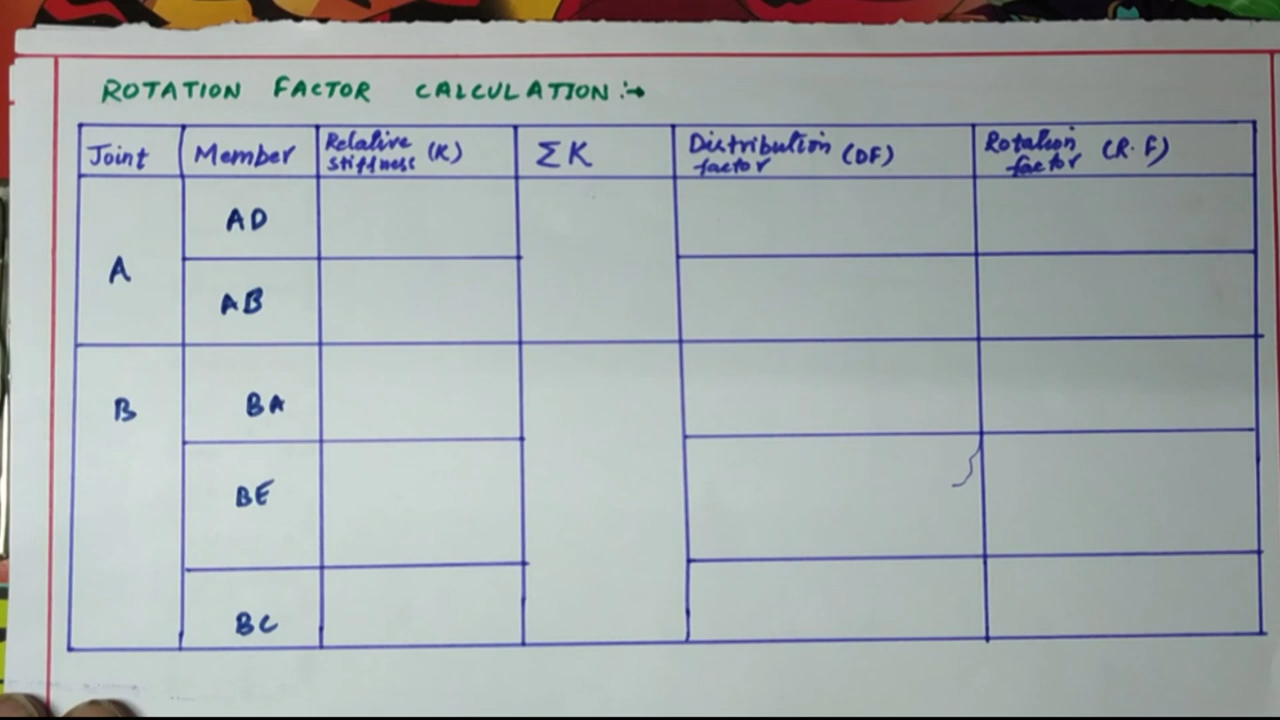 ROTATION FACTOR CALCULATION :→
Joint Member Relative stiffness (K) ΣK Distribution factor (DF) Rotation factor (R.F)
A AD
AB
B BA
BE
BC